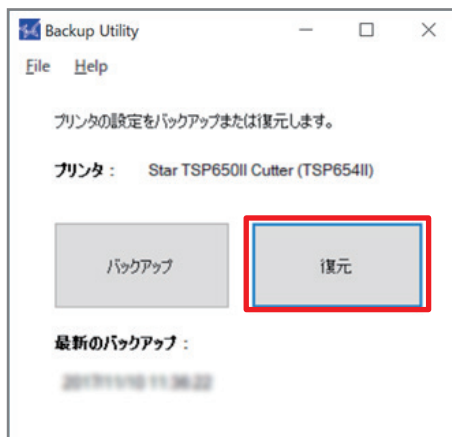 Backup Utility
File Help
プリンタの設定をバックアップまたは復元します。
プリンタ： Star TSP650II Cutter (TSP654II)
バックアップ 復元
最新のバックアップ：